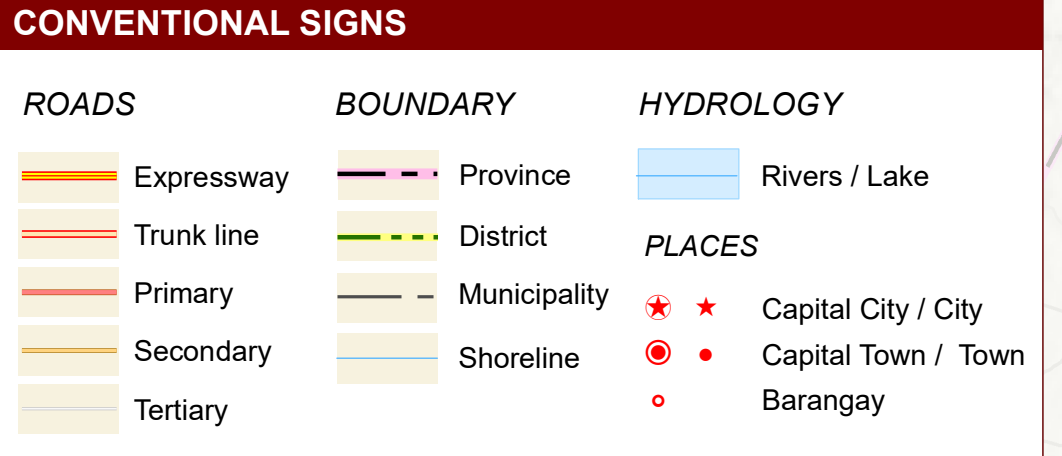 CONVENTIONAL SIGNS
ROADS
Expressway
Trunk line
Primary
Secondary
Tertiary
BOUNDARY
Province
District
Municipality
Shoreline
HYDROLOGY
Rivers / Lake
PLACES
Capital City / City
Capital Town / Town
Barangay